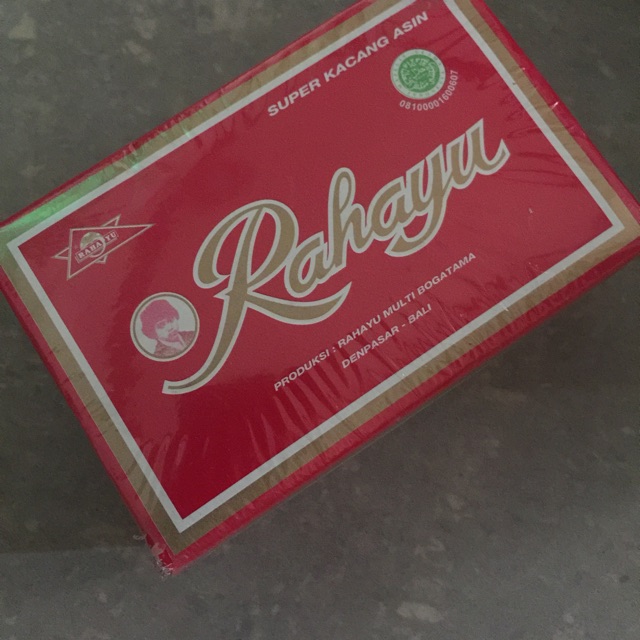 SUPER KACANG ASIN
08100001600607
RAHAYU
Rahayu
PRODUKSI : RAHAYU MULTI BOGATAMA
DENPASAR - BALI